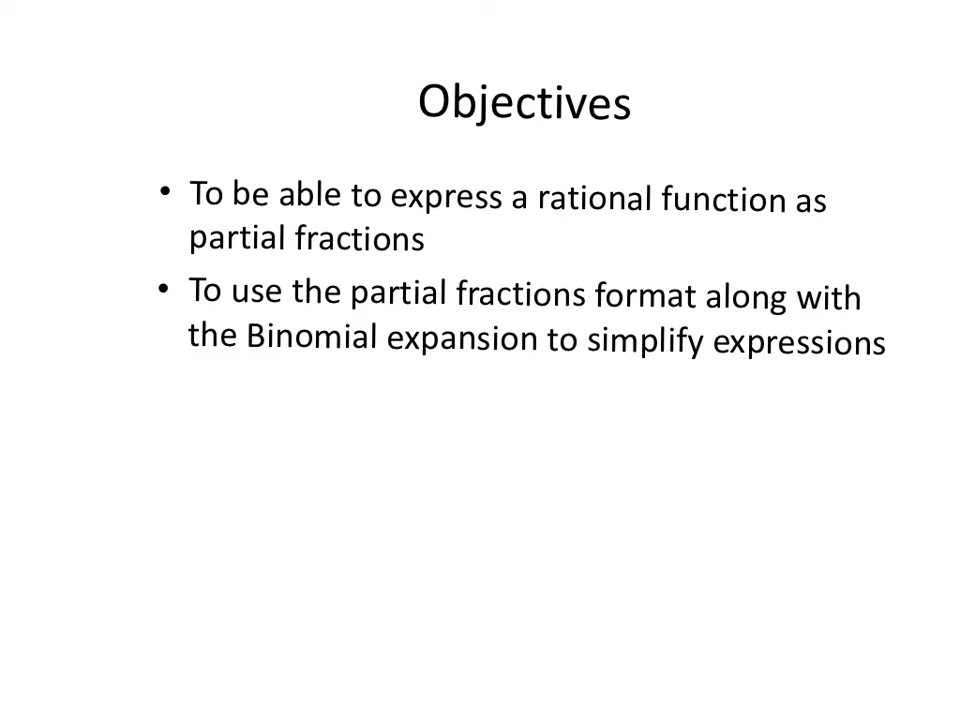 Objectives
• To be able to express a rational function as
partial fractions
• To use the partial fractions format along with
the Binomial expansion to simplify expressions